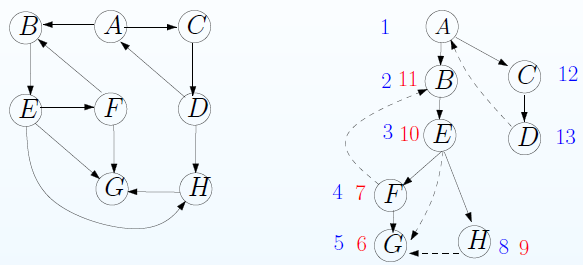 B A C
E F D
G H
1 A
2 11 B C 12
3 10 E D 13
4 7 F
5 6 G H 8 9